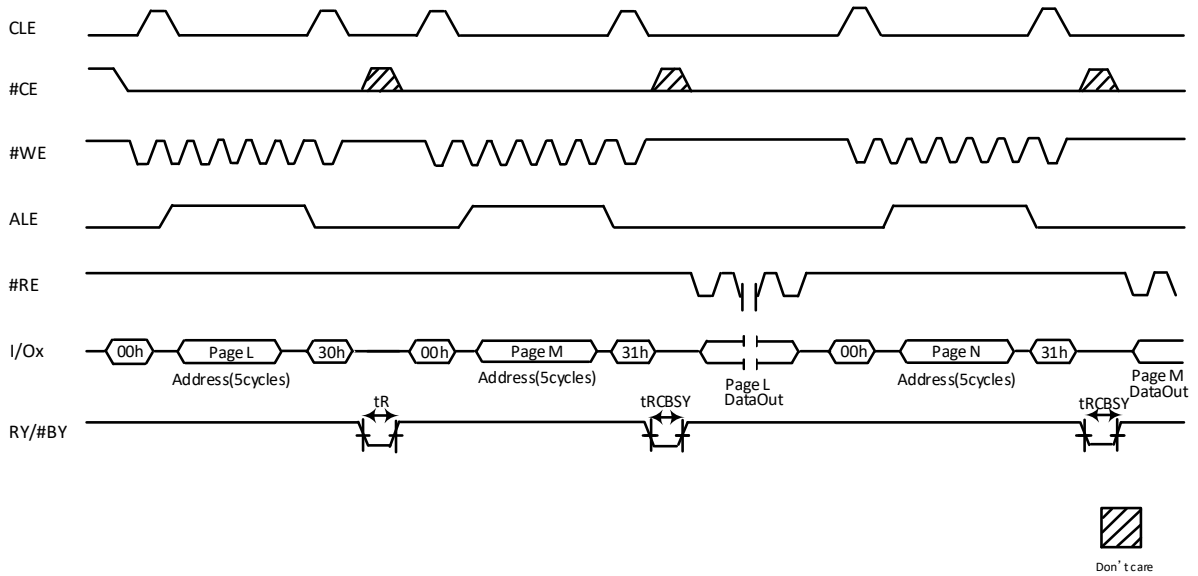 CLE
#CE
#WE
ALE
#RE
I/Ox
00h
Page L
30h
00h
Page M
31h
00h
Page N
31h
Address(5cycles)
Address(5cycles)
Page L
DataOut
Address(5cycles)
Page M
DataOut
RY/#BY
tR
tRCBSY
tRCBSY
Don't care